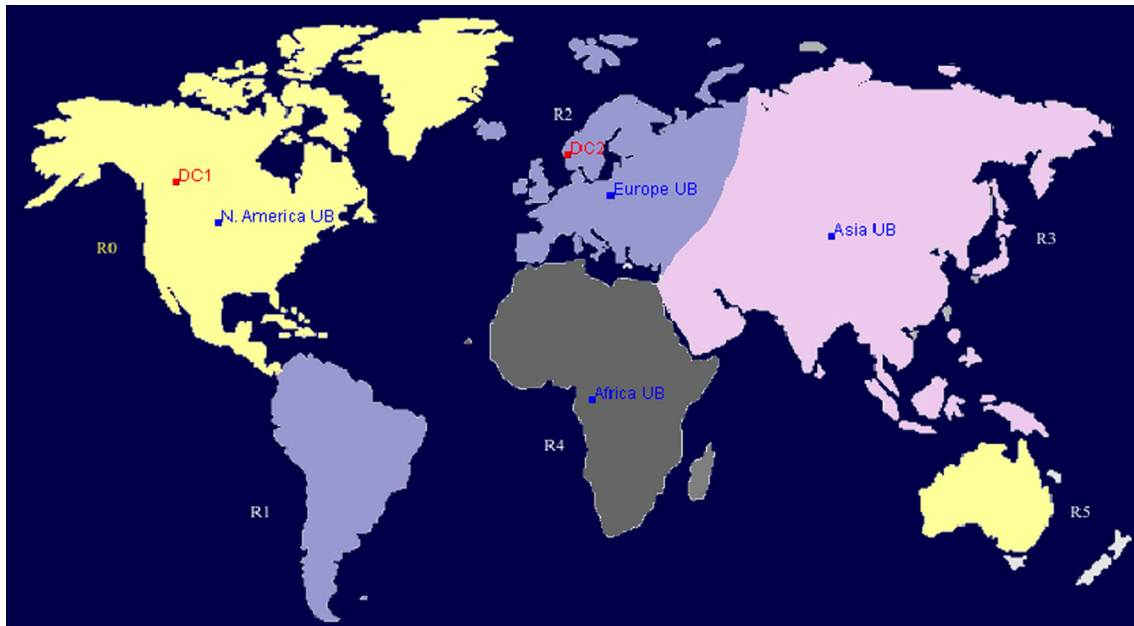 R2
DC2
DC1
Europe UB
N. America UB
Asia UB
R0
R3
Africa UB
R4
R1
R5